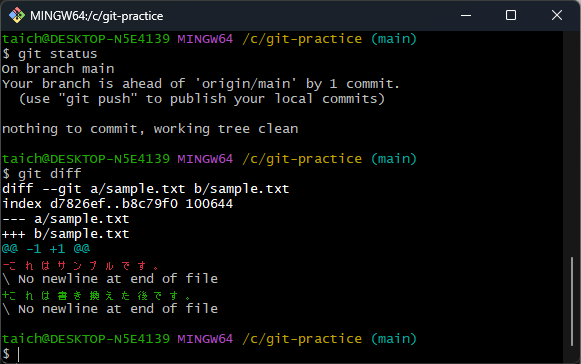 MINGW64:/c/git-practice
taich@DESKTOP-N5E4139 MINGW64 /c/git-practice (main)
$ git status
On branch main
Your branch is ahead of 'origin/main' by 1 commit.
  (use "git push" to publish your local commits)
nothing to commit, working tree clean
taich@DESKTOP-N5E4139 MINGW64 /c/git-practice (main)
$ git diff
diff --git a/sample.txt b/sample.txt
index d7826ef..b8c79f0 100644
--- a/sample.txt
+++ b/sample.txt
@@ -1 +1 @@
-これはサンプルです。
\ No newline at end of file
+これは書き換えた後です。
\ No newline at end of file
taich@DESKTOP-N5E4139 MINGW64 /c/git-practice (main)
$